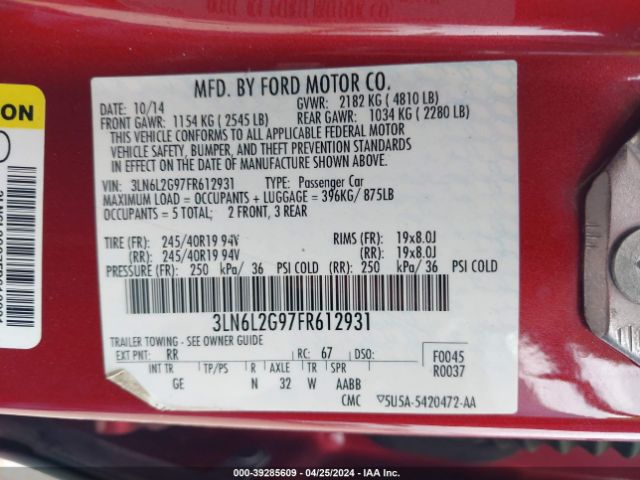 MFD. BY FORD MOTOR CO.
DATE: 10/14 GVWR: 2182 KG (4810 LB)
FRONT GAWR: 1154 KG (2545 LB) REAR GAWR: 1034 KG (2280 LB)
THIS VEHICLE CONFORMS TO ALL APPLICABLE FEDERAL MOTOR
VEHICLE SAFETY, BUMPER, AND THEFT PREVENTION STANDARDS
IN EFFECT ON THE DATE OF MANUFACTURE SHOWN ABOVE.
VIN: 3LN6L2G97FR612931 TYPE: Passenger Car
MAXIMUM LOAD = OCCUPANTS + LUGGAGE = 396KG/875LB
OCCUPANTS = 5 TOTAL; 2 FRONT, 3 REAR
TIRE (FR): 245/40R19 94V RIMS (FR): 19x8.0J
(RR): 245/40R19 94V (RR): 19x8.0J
PRESSURE (FR): 250 kPa/ 36 PSI COLD (RR): 250 kPa/ 36 PSI COLD
3LN6L2G97FR612931
TRAILER TOWING - SEE OWNER GUIDE
EXT PNT: RR RC: 67 DSO: F0045
R0037
INT TR TP/PS R AXLE TR SPR
GE N 32 W AABB
CMC ▽5U5A-5420472-AA
ON
000-39285609 - 04/25/2024 - IAA Inc.